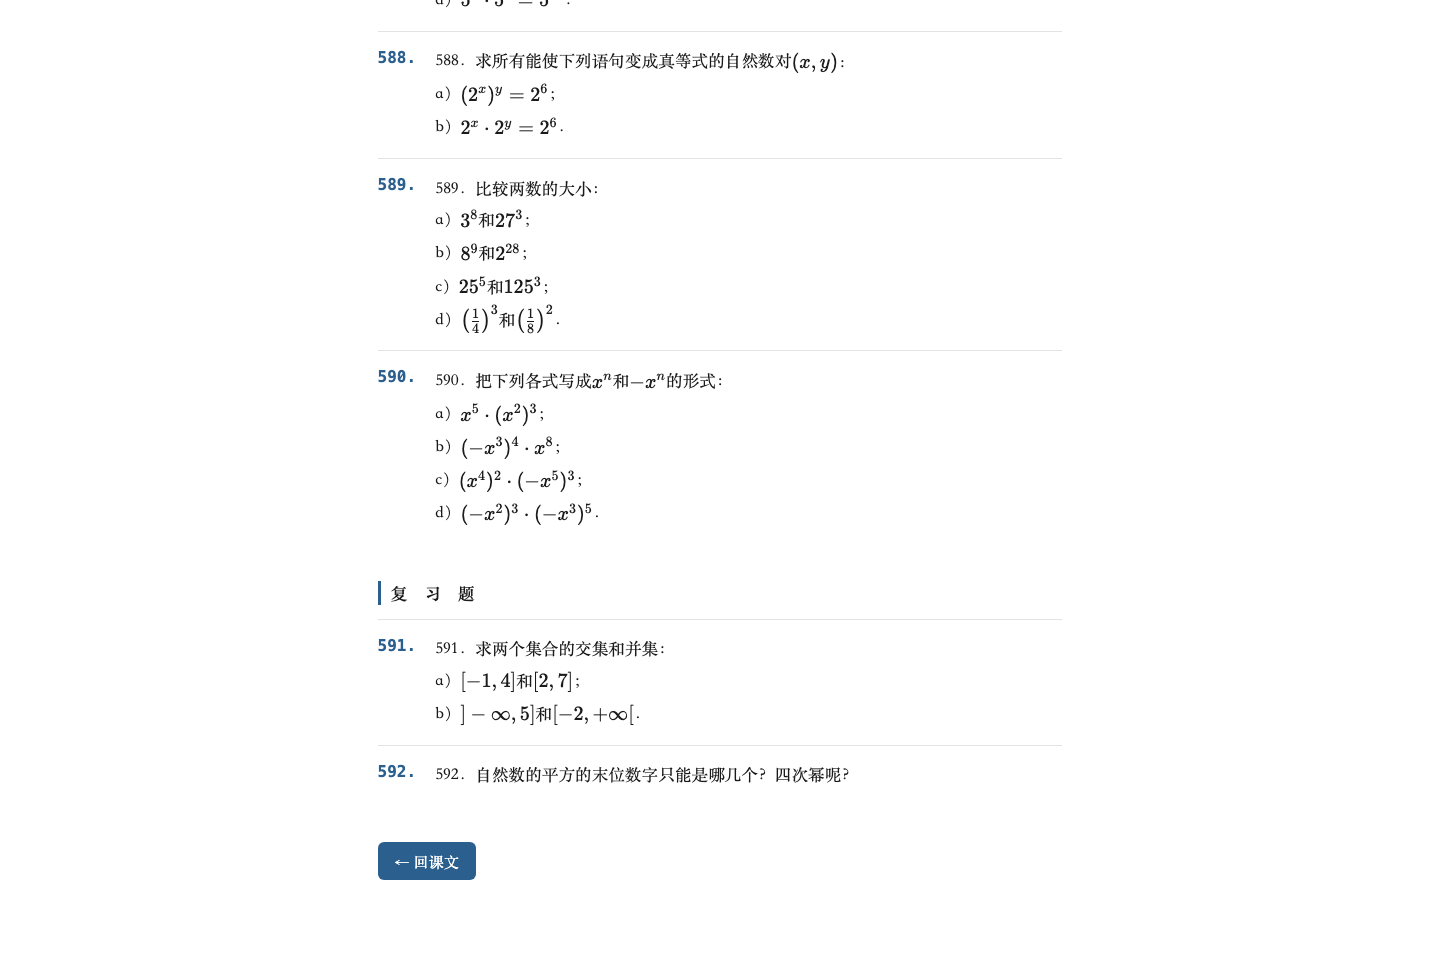 588. 588. 求所有能使下列语句变成真等式的自然数对(x, y):
a) (2^x)^y = 2^6;
b) 2^x · 2^y = 2^6.
589. 589. 比较两数的大小:
a) 3^8和27^3;
b) 8^9和2^28;
c) 25^5和125^3;
d) (1/4)^3和(1/8)^2.
590. 590. 把下列各式写成x^n和−x^n的形式:
a) x^5 · (x^2)^3;
b) (−x^3)^4 · x^8;
c) (x^4)^2 · (−x^5)^3;
d) (−x^2)^3 · (−x^3)^5.
复 习 题
591. 591. 求两个集合的交集和并集:
a) [−1, 4]和[2, 7];
b) ] − ∞, 5]和[−2, +∞[.
592. 592. 自然数的平方的末位数字只能是哪几个? 四次幂呢?
← 回课文